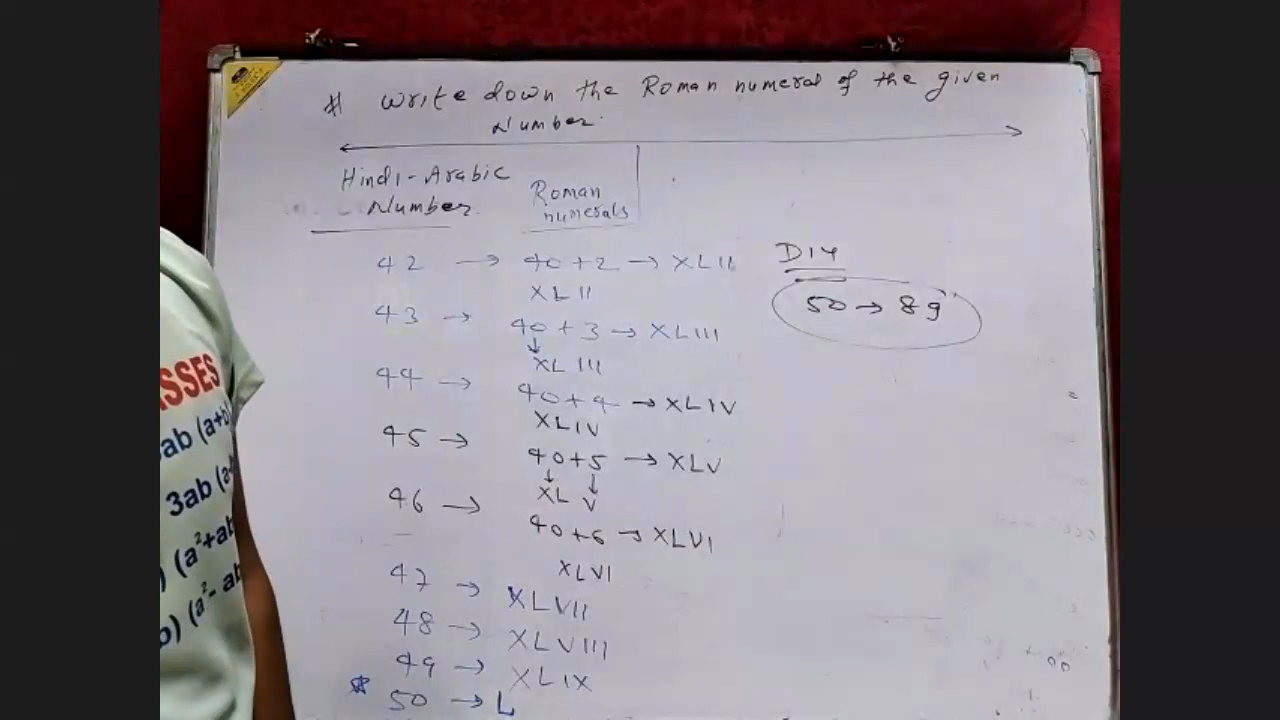 * Write down the Roman numeral of the given
Number.
Hindi-Arabic
Number.
Roman
numerals
42 → 40+2 → XLII
XLII
43 → 40+3 → XLIII
↓
XLIII
44 → 40+4 → XLIV
XLIV
45 → 40+5 → XLV
↓ ↓
XL V
46 → 40+6 → XLVI
XLVI
47 → XLVII
48 → XLVIII
49 → XLIX
* 50 → L
DIY
50 → 89
SSES
ab (a+b)
3ab (a
) (a²+ab
b) (a²- ab